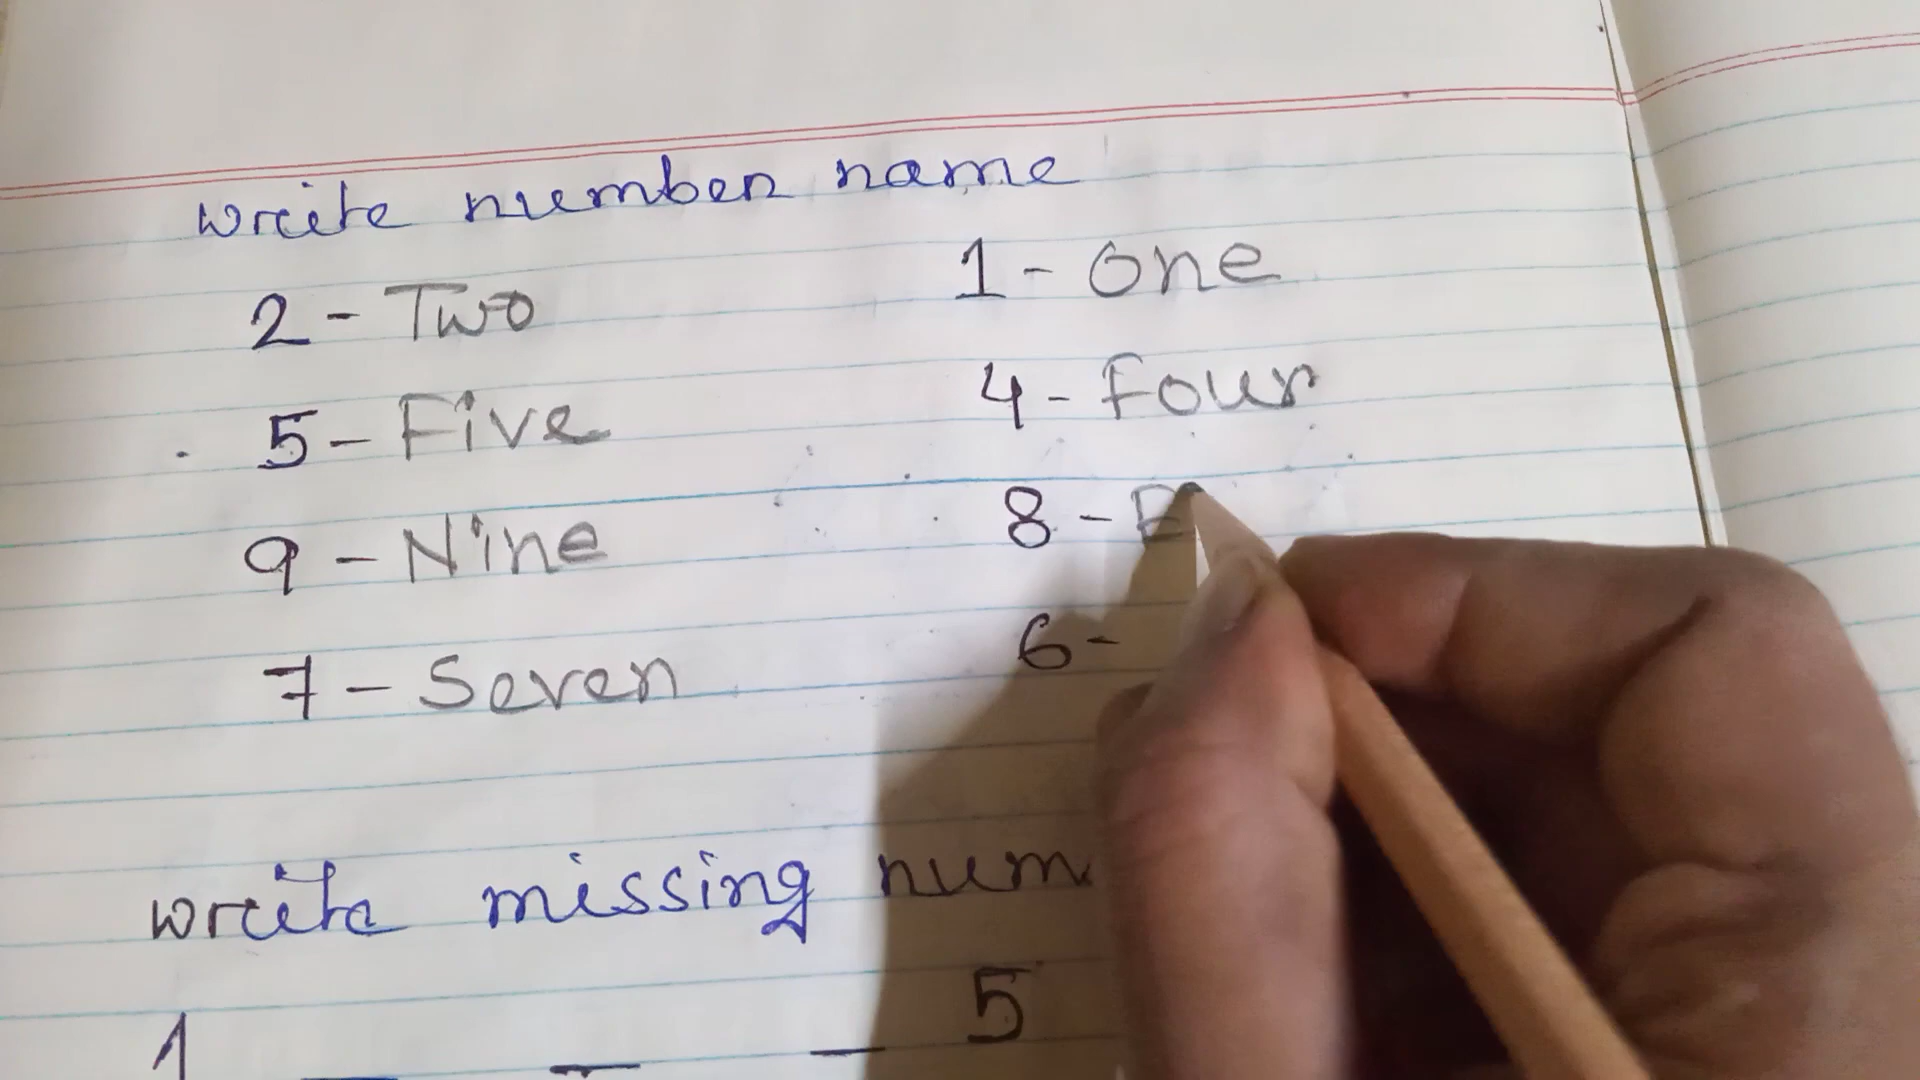 write number name
2 - Two
1 - One
5 - Five
4 - Four
9 - Nine
8 - E
7 - Seven
6 -
write missing num
1 _ _ _ 5